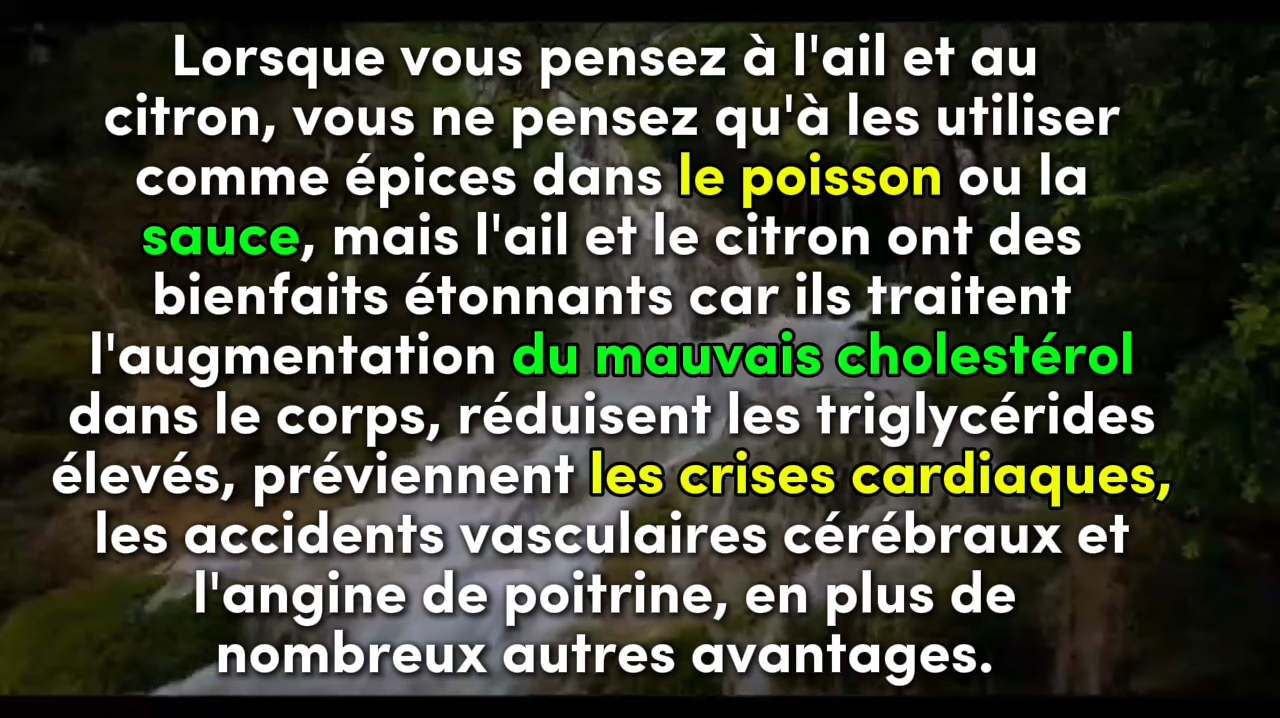 Lorsque vous pensez à l'ail et au
citron, vous ne pensez qu'à les utiliser
comme épices dans le poisson ou la
sauce, mais l'ail et le citron ont des
bienfaits étonnants car ils traitent
l'augmentation du mauvais cholestérol
dans le corps, réduisent les triglycérides
élevés, préviennent les crises cardiaques,
les accidents vasculaires cérébraux et
l'angine de poitrine, en plus de
nombreux autres avantages.